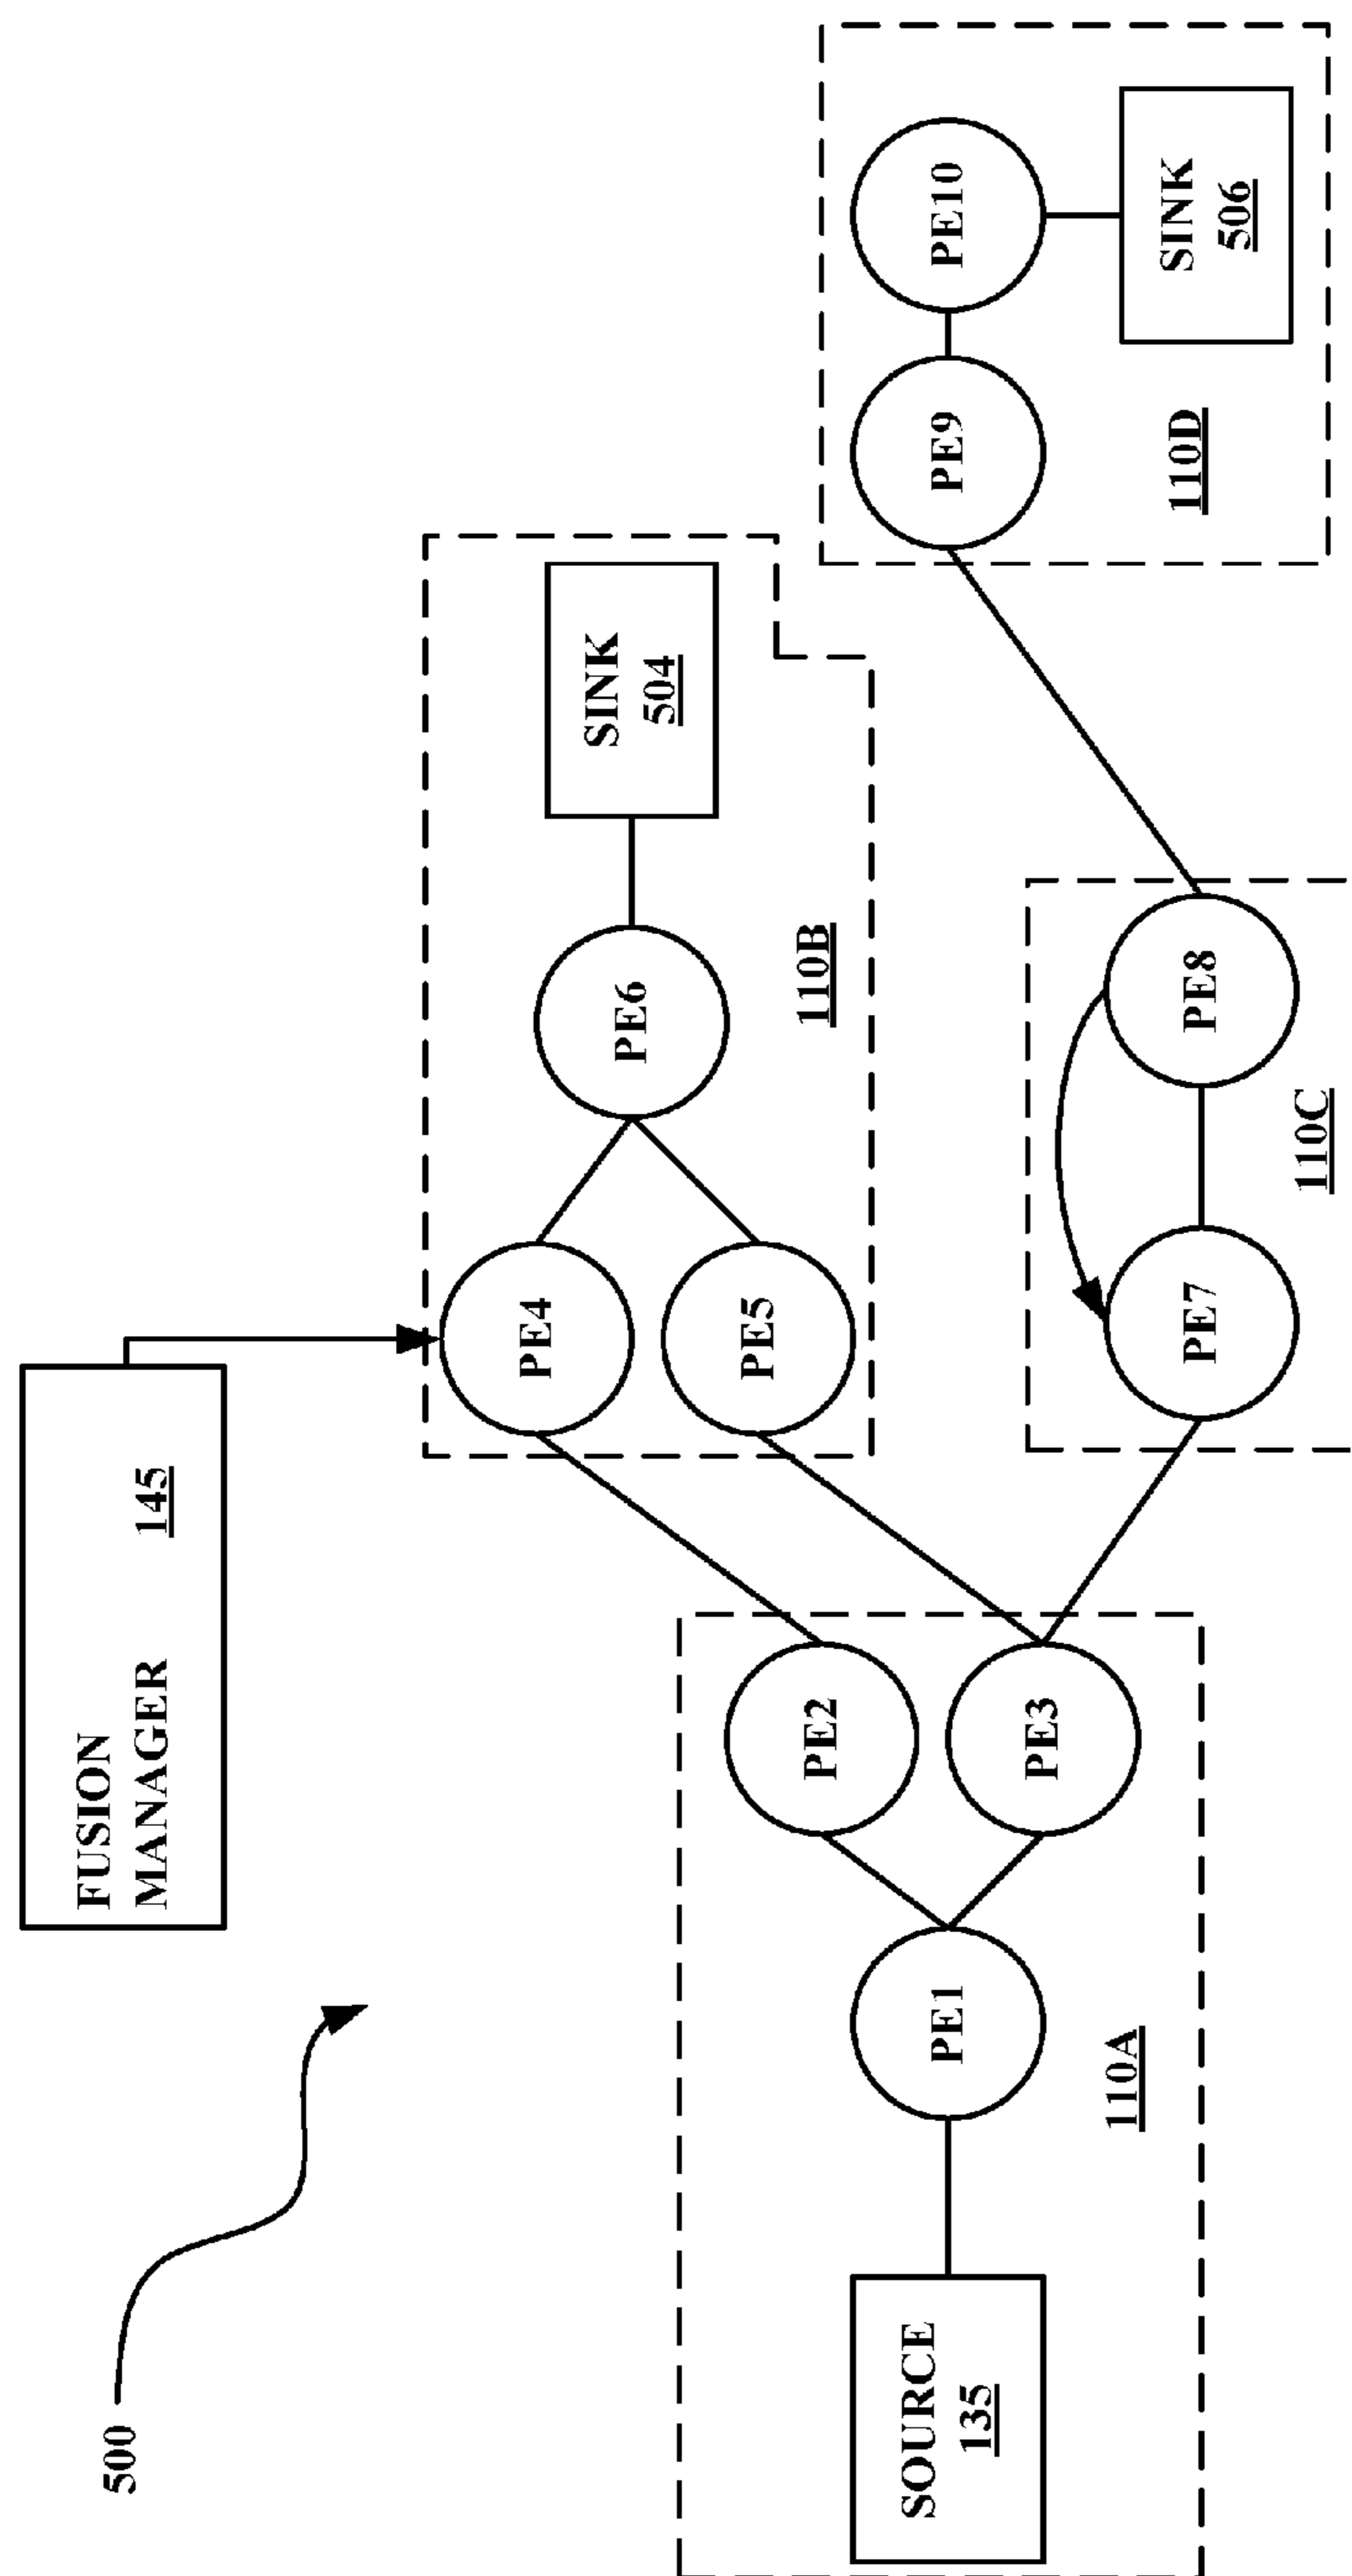 500
FUSION
MANAGER 145
SOURCE
135
PE1
110A
PE2
PE3
PE4
PE5
PE6
SINK
504
110B
PE7
PE8
110C
PE9
PE10
SINK
506
110D